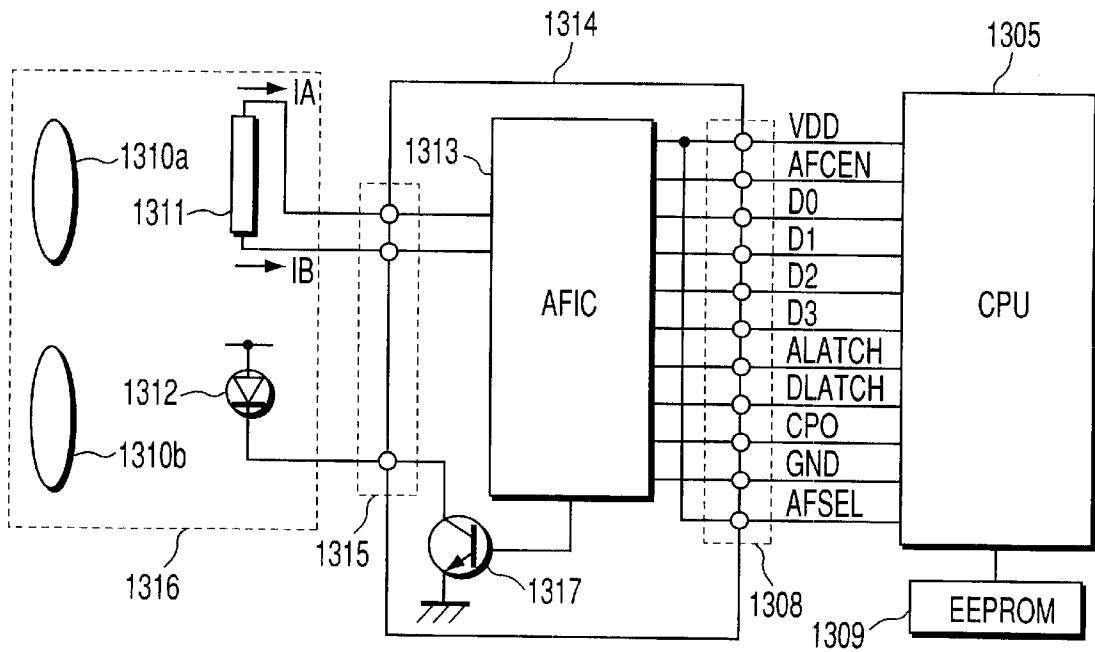 1314
1305
IA
1310a
1311
IB
1313
AFIC
VDD
AFCEN
D0
D1
D2
D3
ALATCH
DLATCH
CPO
GND
AFSEL
CPU
1312
1310b
1316
1315
1317
1308
1309
EEPROM